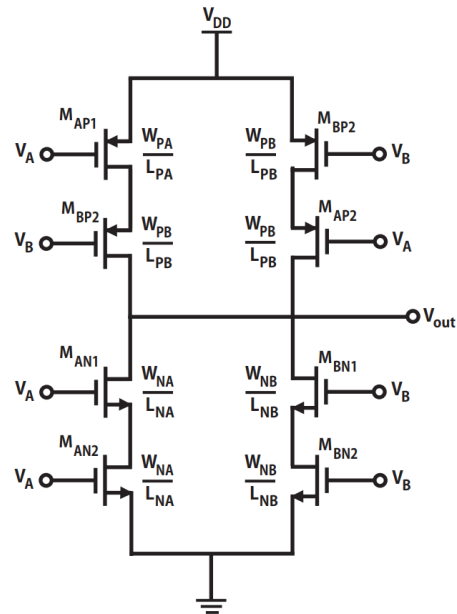 V_DD
M_AP1
W_PA
W_PB
M_BP2
V_A
L_PA
L_PB
V_B
M_BP2
W_PB
W_PB
M_AP2
V_B
L_PB
L_PB
V_A
V_out
M_AN1
W_NA
W_NB
M_BN1
V_A
L_NA
L_NB
V_B
M_AN2
W_NA
W_NB
M_BN2
V_A
L_NA
L_NB
V_B